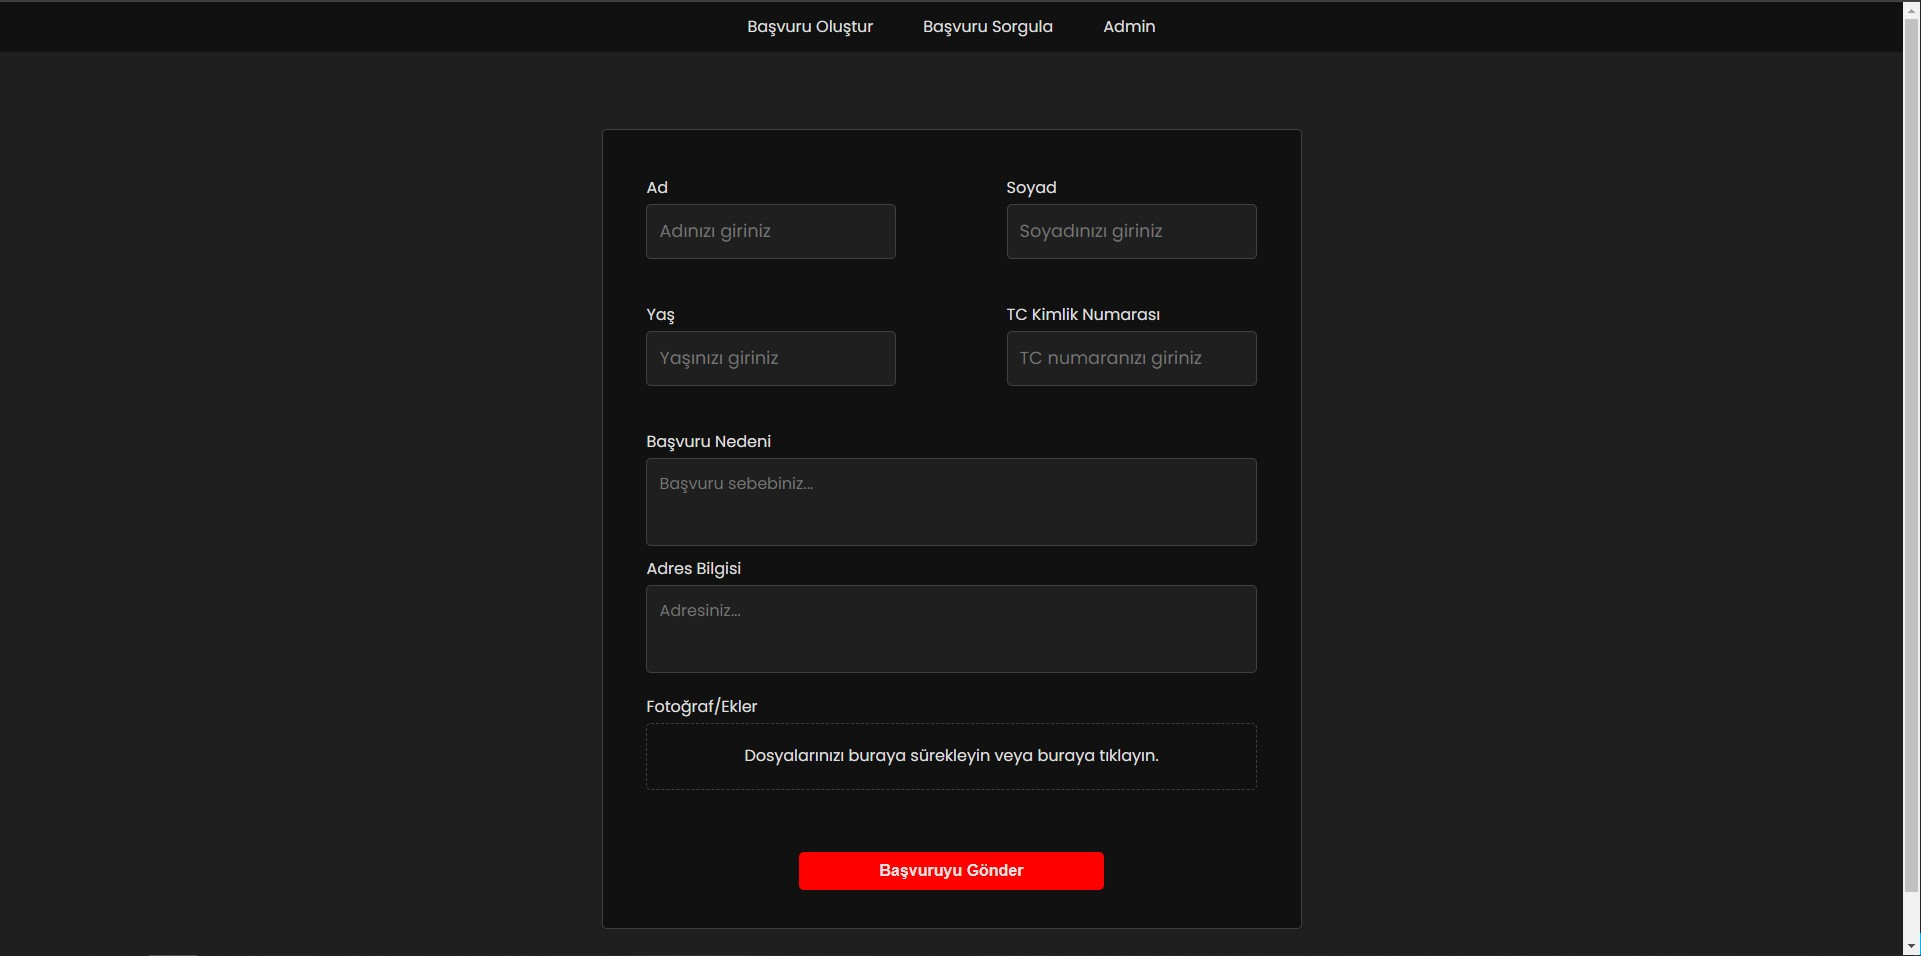 Başvuru Oluştur Başvuru Sorgula Admin
Ad Soyad
Adınızı giriniz Soyadınızı giriniz
Yaş TC Kimlik Numarası
Yaşınızı giriniz TC numaranızı giriniz
Başvuru Nedeni
Başvuru sebebiniz...
Adres Bilgisi
Adresiniz...
Fotoğraf/Ekler
Dosyalarınızı buraya sürekleyin veya buraya tıklayın.
Başvuruyu Gönder